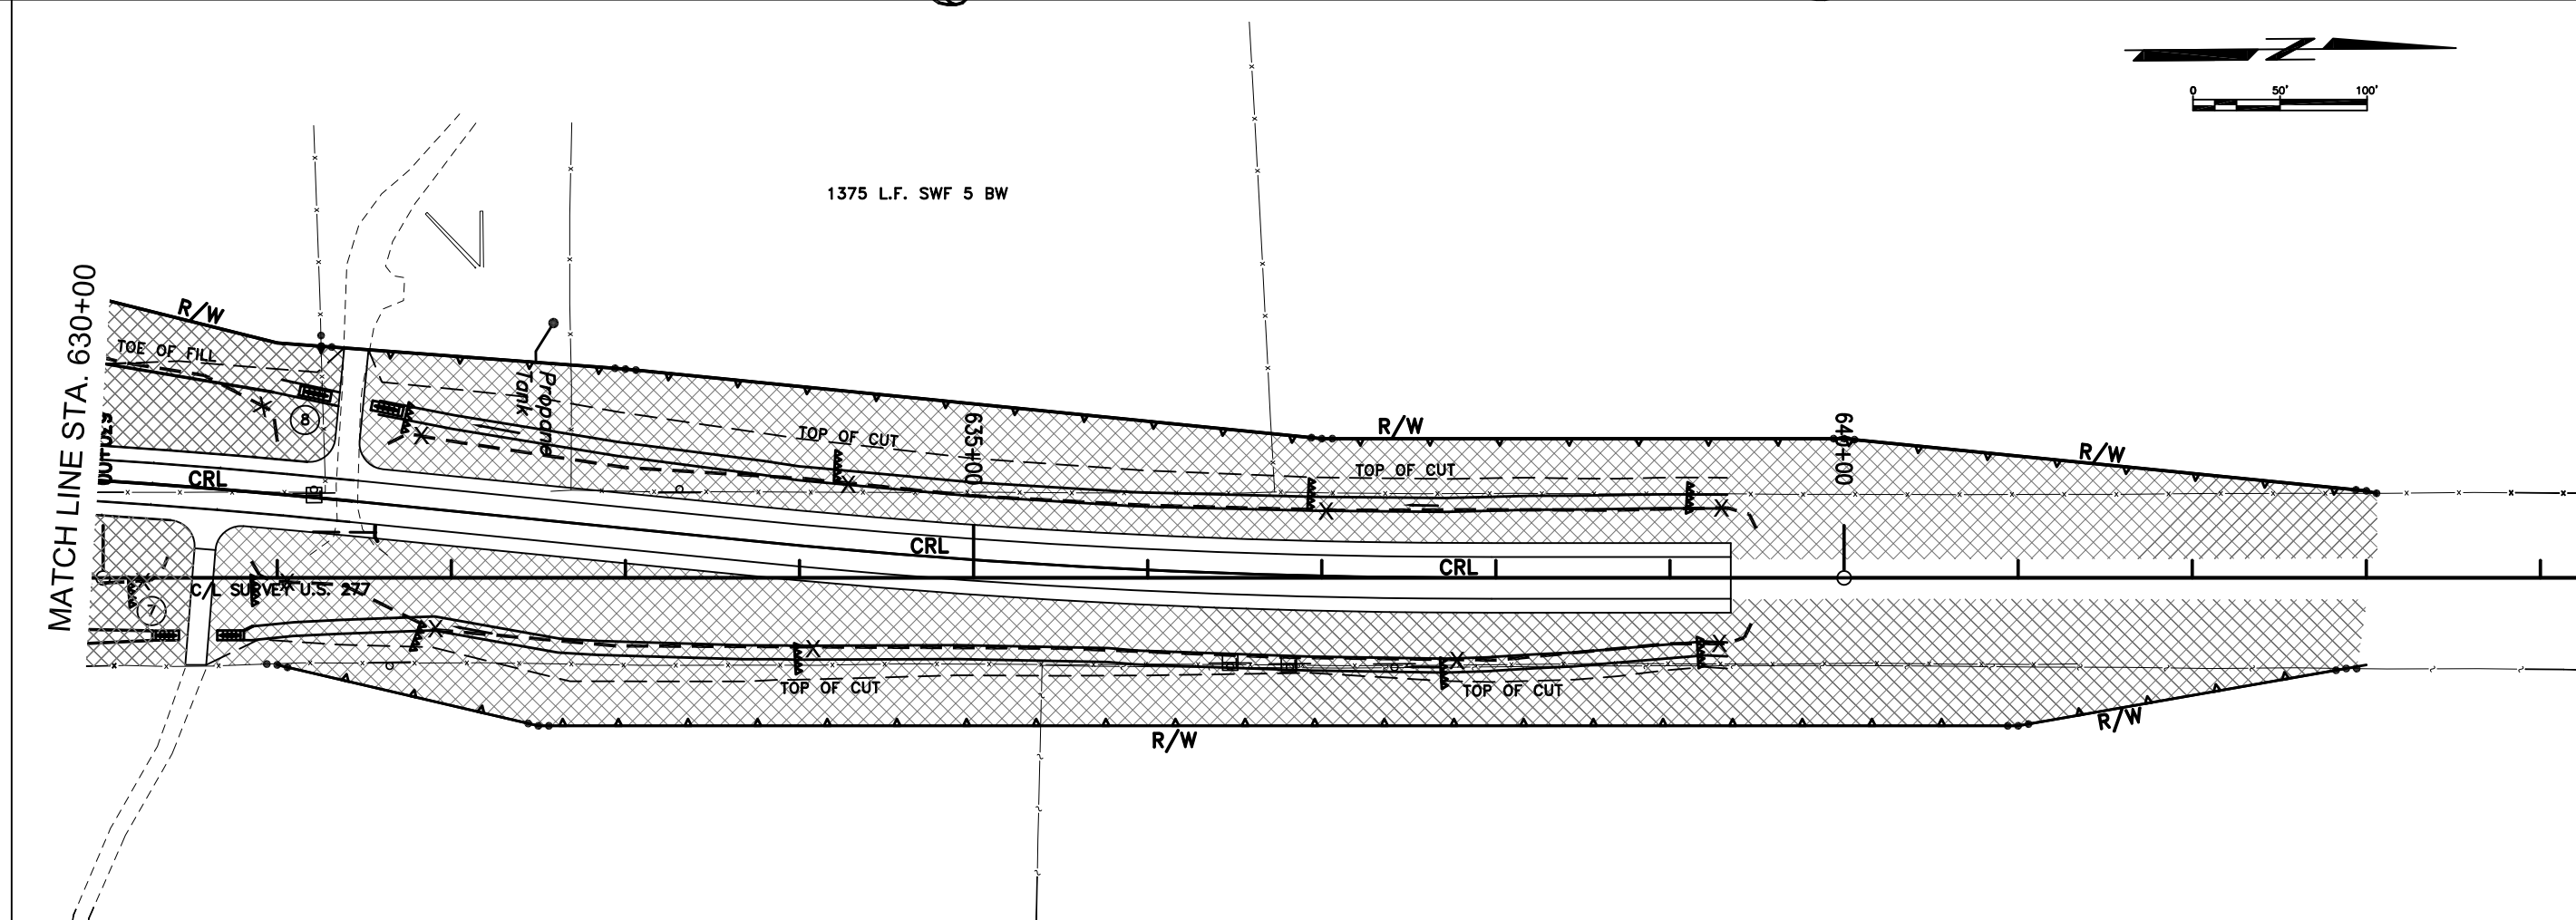 N
0 50' 100'
1375 L.F. SWF 5 BW
MATCH LINE STA. 630+00
R/W
TOE OF FILL
8
Propane
Tank
TOP OF CUT
635+00
R/W
TOP OF CUT
640+00
R/W
CRL
CRL
CRL
C/L SURVEY U.S. 277
7
TOP OF CUT
TOP OF CUT
R/W
R/W